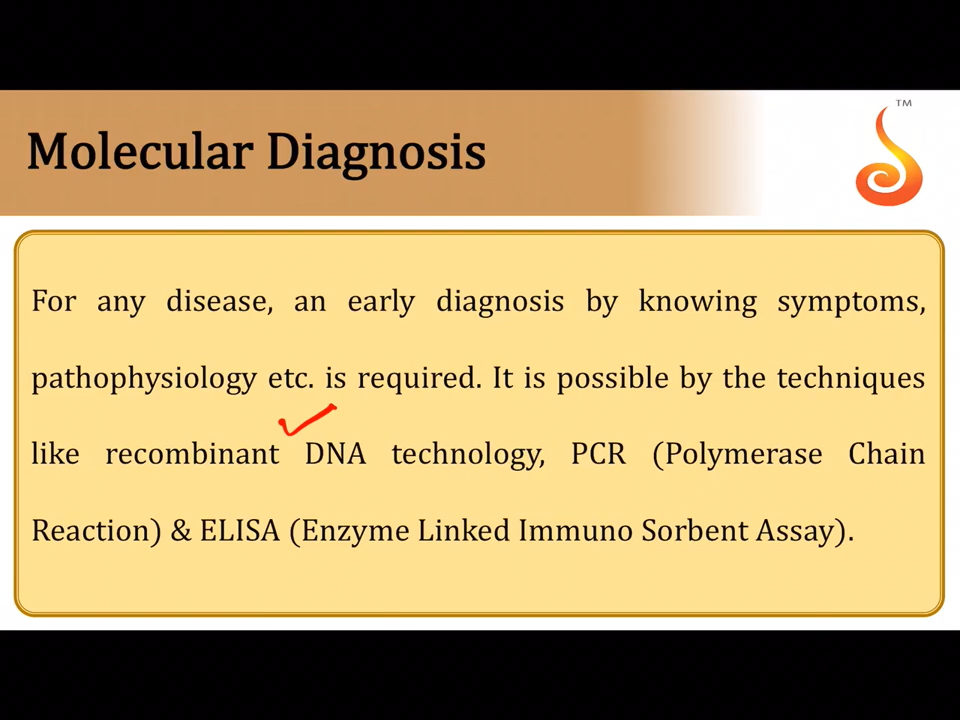 TM
Molecular Diagnosis
For any disease, an early diagnosis by knowing symptoms,
pathophysiology etc. is required. It is possible by the techniques
like recombinant DNA technology, PCR (Polymerase Chain
Reaction) & ELISA (Enzyme Linked Immuno Sorbent Assay).